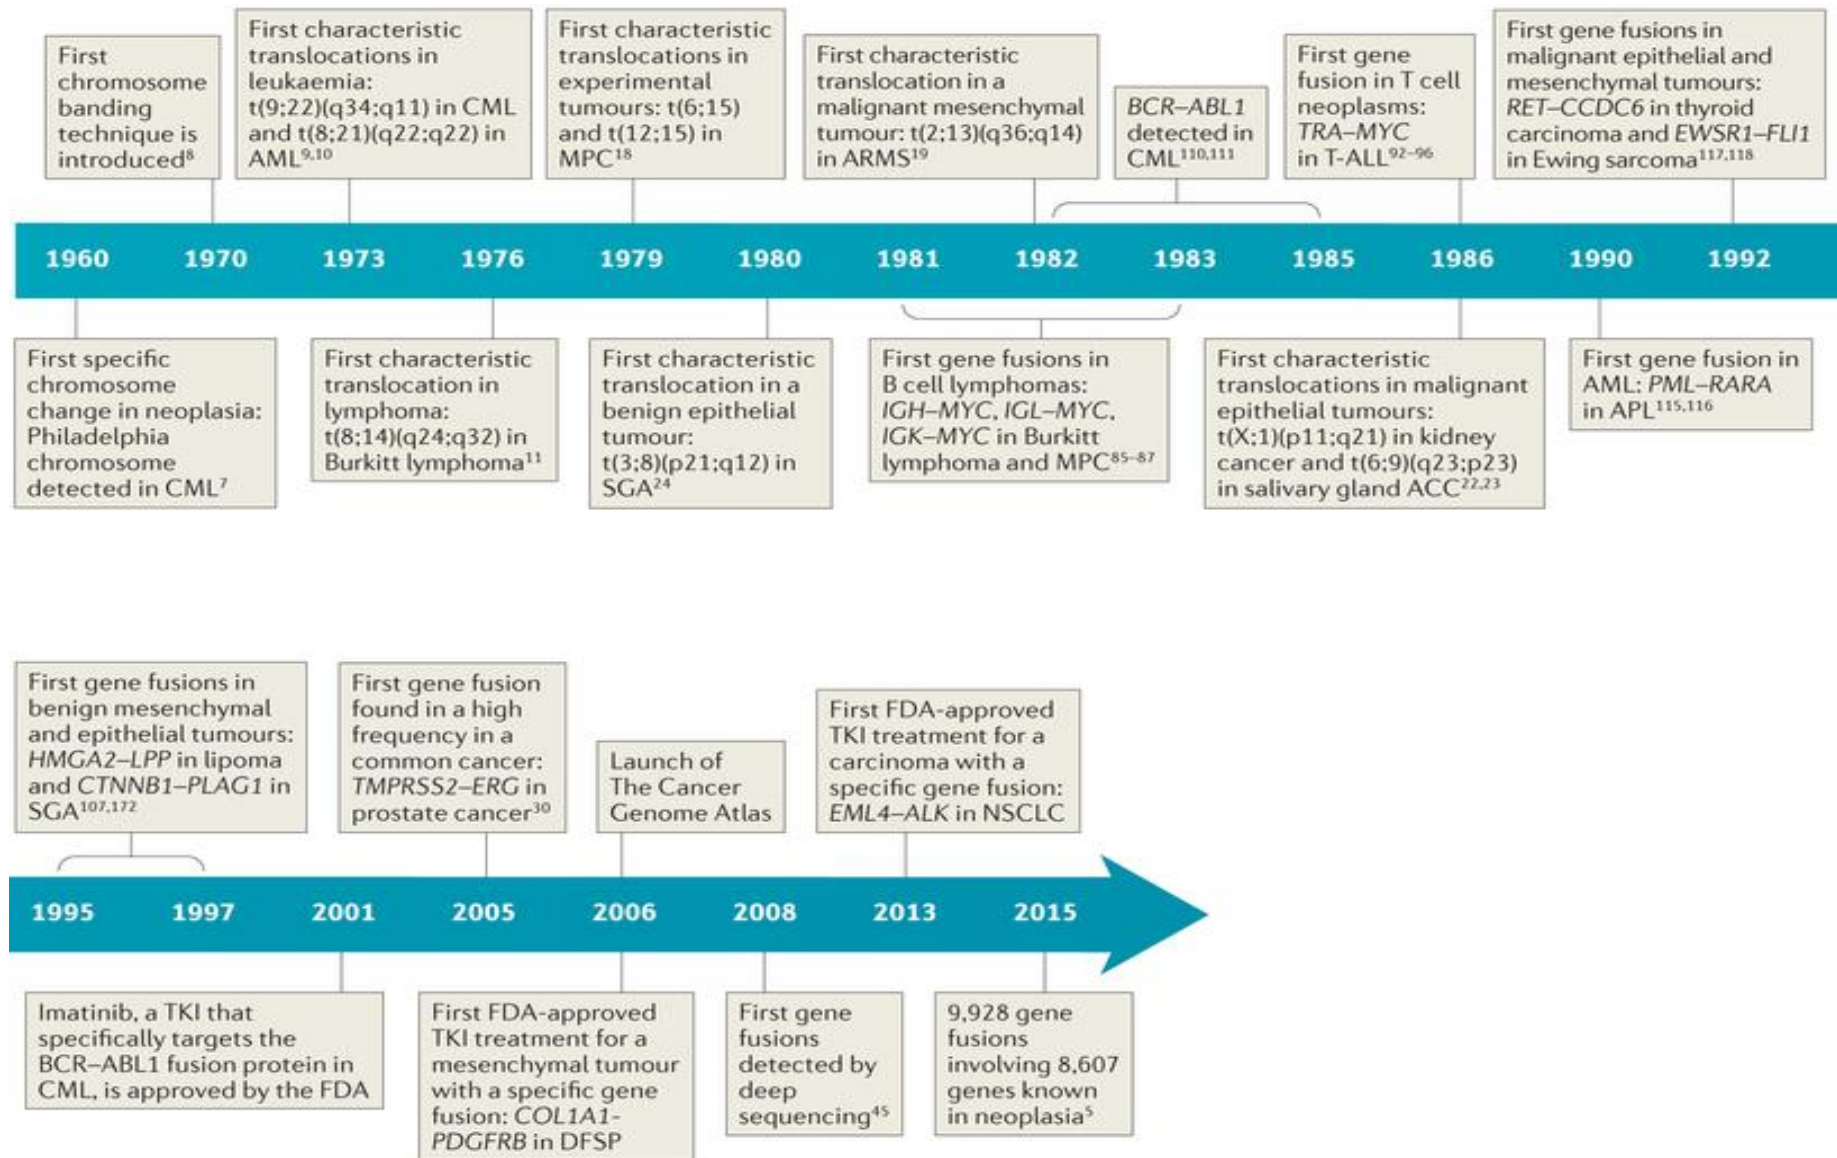 First
chromosome
banding
technique is
introduced⁸
First characteristic
translocations in
leukaemia:
t(9;22)(q34;q11) in CML
and t(8;21)(q22;q22) in
AML⁹,¹⁰
First characteristic
translocations in
experimental
tumours: t(6;15)
and t(12;15) in
MPC¹⁸
First characteristic
translocation in a
malignant mesenchymal
tumour: t(2;13)(q36;q14)
in ARMS¹⁹
BCR–ABL1
detected in
CML¹¹⁰,¹¹¹
First gene
fusion in T cell
neoplasms:
TRA–MYC
in T-ALL⁹²⁻⁹⁶
First gene fusions in
malignant epithelial and
mesenchymal tumours:
RET–CCDC6 in thyroid
carcinoma and EWSR1–FLI1
in Ewing sarcoma¹¹⁷,¹¹⁸
1960 1970 1973 1976 1979 1980 1981 1982 1983 1985 1986 1990 1992
First specific
chromosome
change in neoplasia:
Philadelphia
chromosome
detected in CML⁷
First characteristic
translocation in
lymphoma:
t(8;14)(q24;q32) in
Burkitt lymphoma¹¹
First characteristic
translocation in a
benign epithelial
tumour:
t(3;8)(p21;q12) in
SGA²⁴
First gene fusions in
B cell lymphomas:
IGH–MYC, IGL–MYC,
IGK–MYC in Burkitt
lymphoma and MPC⁸⁵⁻⁸⁷
First characteristic
translocations in malignant
epithelial tumours:
t(X;1)(p11;q21) in kidney
cancer and t(6;9)(q23;p23)
in salivary gland ACC²²,²³
First gene fusion in
AML: PML–RARA
in APL¹¹⁵,¹¹⁶
First gene fusions in
benign mesenchymal
and epithelial tumours:
HMGA2–LPP in lipoma
and CTNNB1–PLAG1 in
SGA¹⁰⁷,¹⁷²
First gene fusion
found in a high
frequency in a
common cancer:
TMPRSS2–ERG in
prostate cancer³⁰
Launch of
The Cancer
Genome Atlas
First FDA-approved
TKI treatment for a
carcinoma with a
specific gene fusion:
EML4–ALK in NSCLC
1995 1997 2001 2005 2006 2008 2013 2015
Imatinib, a TKI that
specifically targets the
BCR–ABL1 fusion protein in
CML, is approved by the FDA
First FDA-approved
TKI treatment for a
mesenchymal tumour
with a specific gene
fusion: COL1A1-
PDGFRB in DFSP
First gene
fusions
detected by
deep
sequencing⁴⁵
9,928 gene
fusions
involving 8,607
genes known
in neoplasia⁵